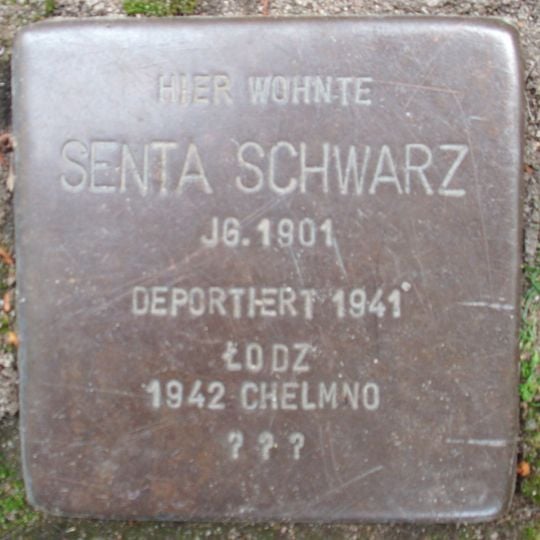 HIER WOHNTE
SENTA SCHWARZ
JG. 1901
DEPORTIERT 1941
ŁODZ
1942 CHELMNO
? ? ?